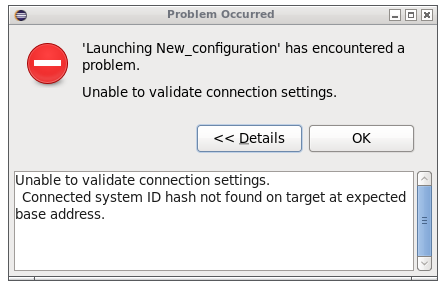 Problem Occurred
'Launching New_configuration' has encountered a
problem.
Unable to validate connection settings.
<< Details
OK
Unable to validate connection settings.
Connected system ID hash not found on target at expected
base address.